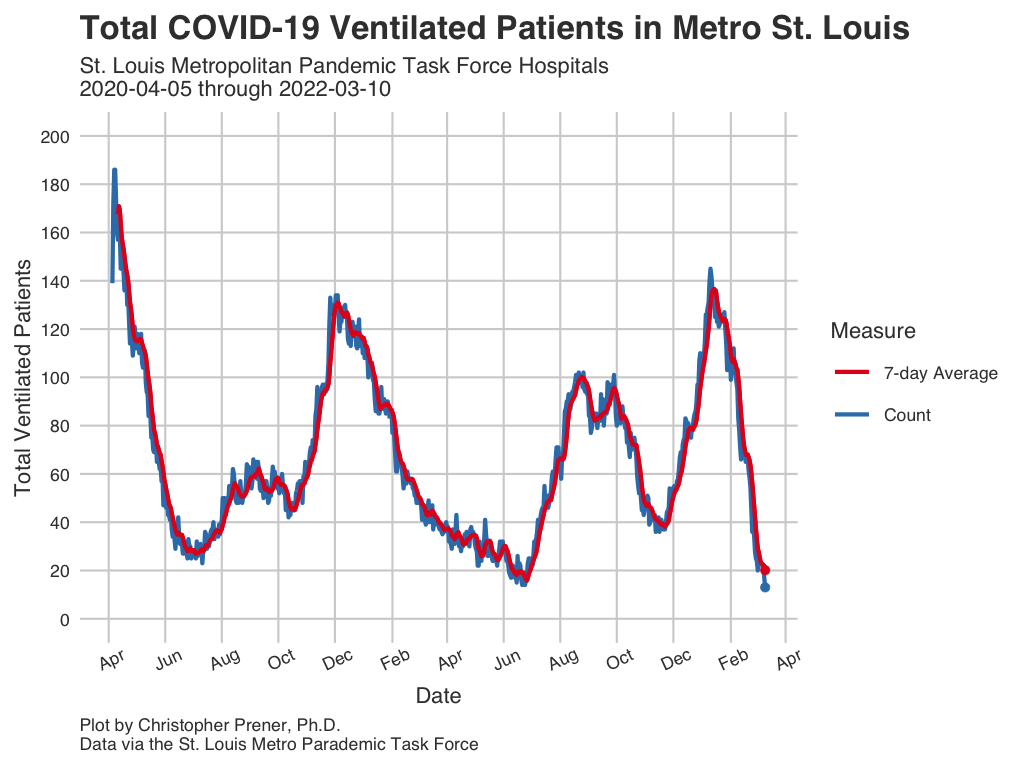 Total COVID-19 Ventilated Patients in Metro St. Louis
St. Louis Metropolitan Pandemic Task Force Hospitals
2020-04-05 through 2022-03-10
Total Ventilated Patients
200
180
160
140
120
100
80
60
40
20
0
Apr Jun Aug Oct Dec Feb Apr Jun Aug Oct Dec Feb Apr
Date
Measure
7-day Average
Count
Plot by Christopher Prener, Ph.D.
Data via the St. Louis Metro Parademic Task Force